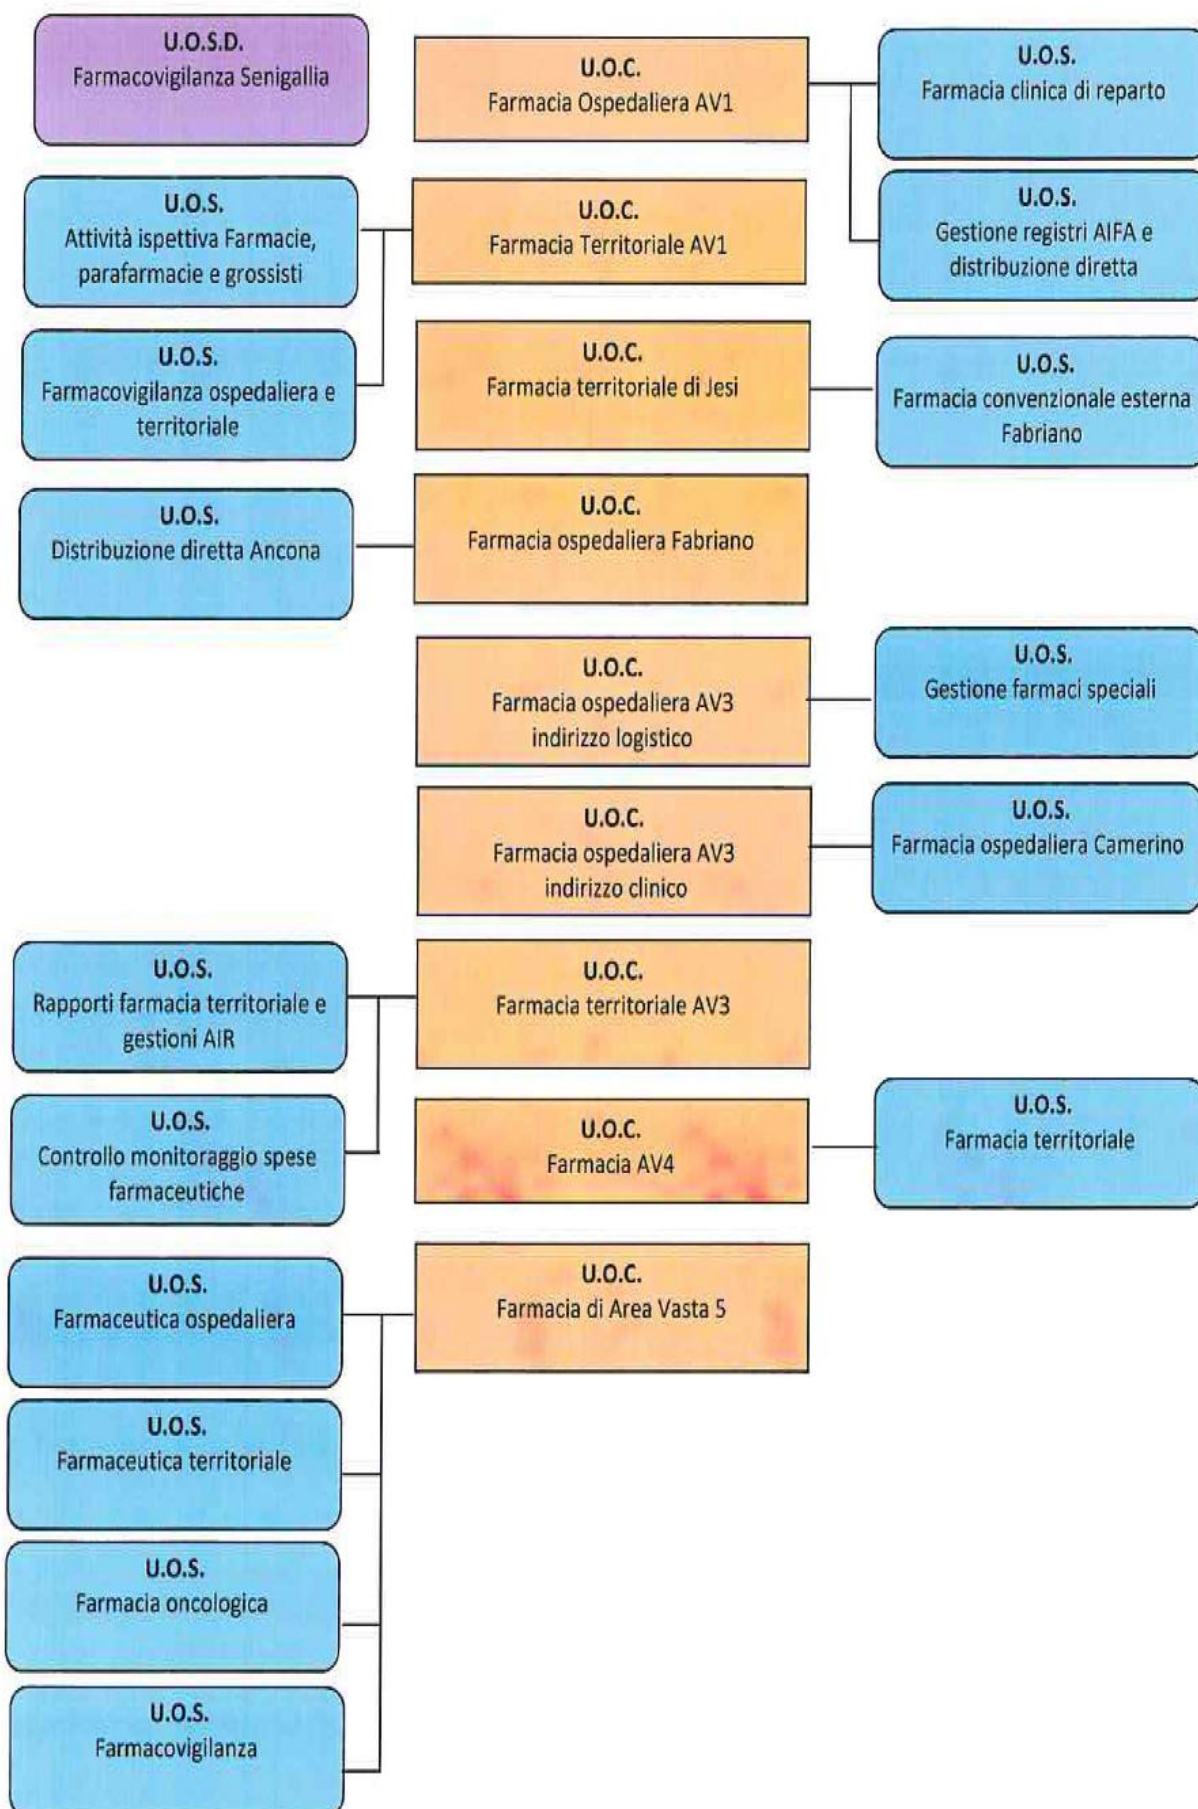 U.O.S.D.
Farmacovigilanza Senigallia
U.O.C.
Farmacia Ospedaliera AV1
U.O.S.
Farmacia clinica di reparto
U.O.S.
Attività ispettiva Farmacie,
parafarmacie e grossisti
U.O.C.
Farmacia Territoriale AV1
U.O.S.
Gestione registri AIFA e
distribuzione diretta
U.O.S.
Farmacovigilanza ospedaliera e
territoriale
U.O.C.
Farmacia territoriale di Jesi
U.O.S.
Farmacia convenzionale esterna
Fabriano
U.O.S.
Distribuzione diretta Ancona
U.O.C.
Farmacia ospedaliera Fabriano
U.O.C.
Farmacia ospedaliera AV3
indirizzo logistico
U.O.S.
Gestione farmaci speciali
U.O.C.
Farmacia ospedaliera AV3
indirizzo clinico
U.O.S.
Farmacia ospedaliera Camerino
U.O.S.
Rapporti farmacia territoriale e
gestioni AIR
U.O.C.
Farmacia territoriale AV3
U.O.S.
Controllo monitoraggio spese
farmaceutiche
U.O.C.
Farmacia AV4
U.O.S.
Farmacia territoriale
U.O.S.
Farmaceutica ospedaliera
U.O.C.
Farmacia di Area Vasta 5
U.O.S.
Farmaceutica territoriale
U.O.S.
Farmacia oncologica
U.O.S.
Farmacovigilanza